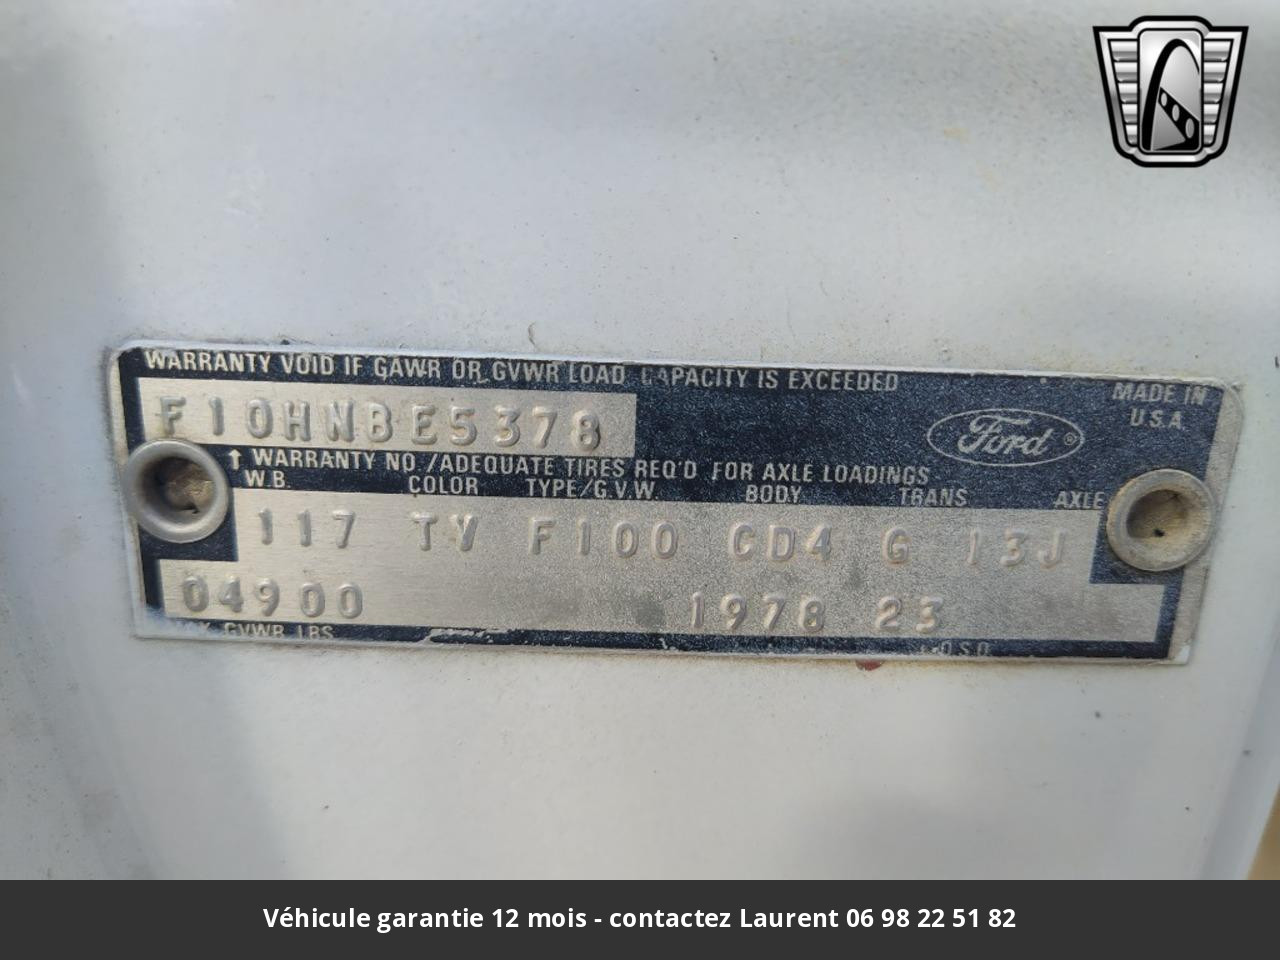 WARRANTY VOID IF GAWR OR GVWR LOAD CAPACITY IS EXCEEDED
MADE IN
U.S.A.
F10HNBE5378
Ford ®
↑ WARRANTY NO./ADEQUATE TIRES REQ'D FOR AXLE LOADINGS
W.B. COLOR TYPE/G.V.W. BODY TRANS. AXLE
117 TV F100 CD4 G 13J
04900 1978 23
GVWR LBS D.S.O.
Véhicule garantie 12 mois - contactez Laurent 06 98 22 51 82